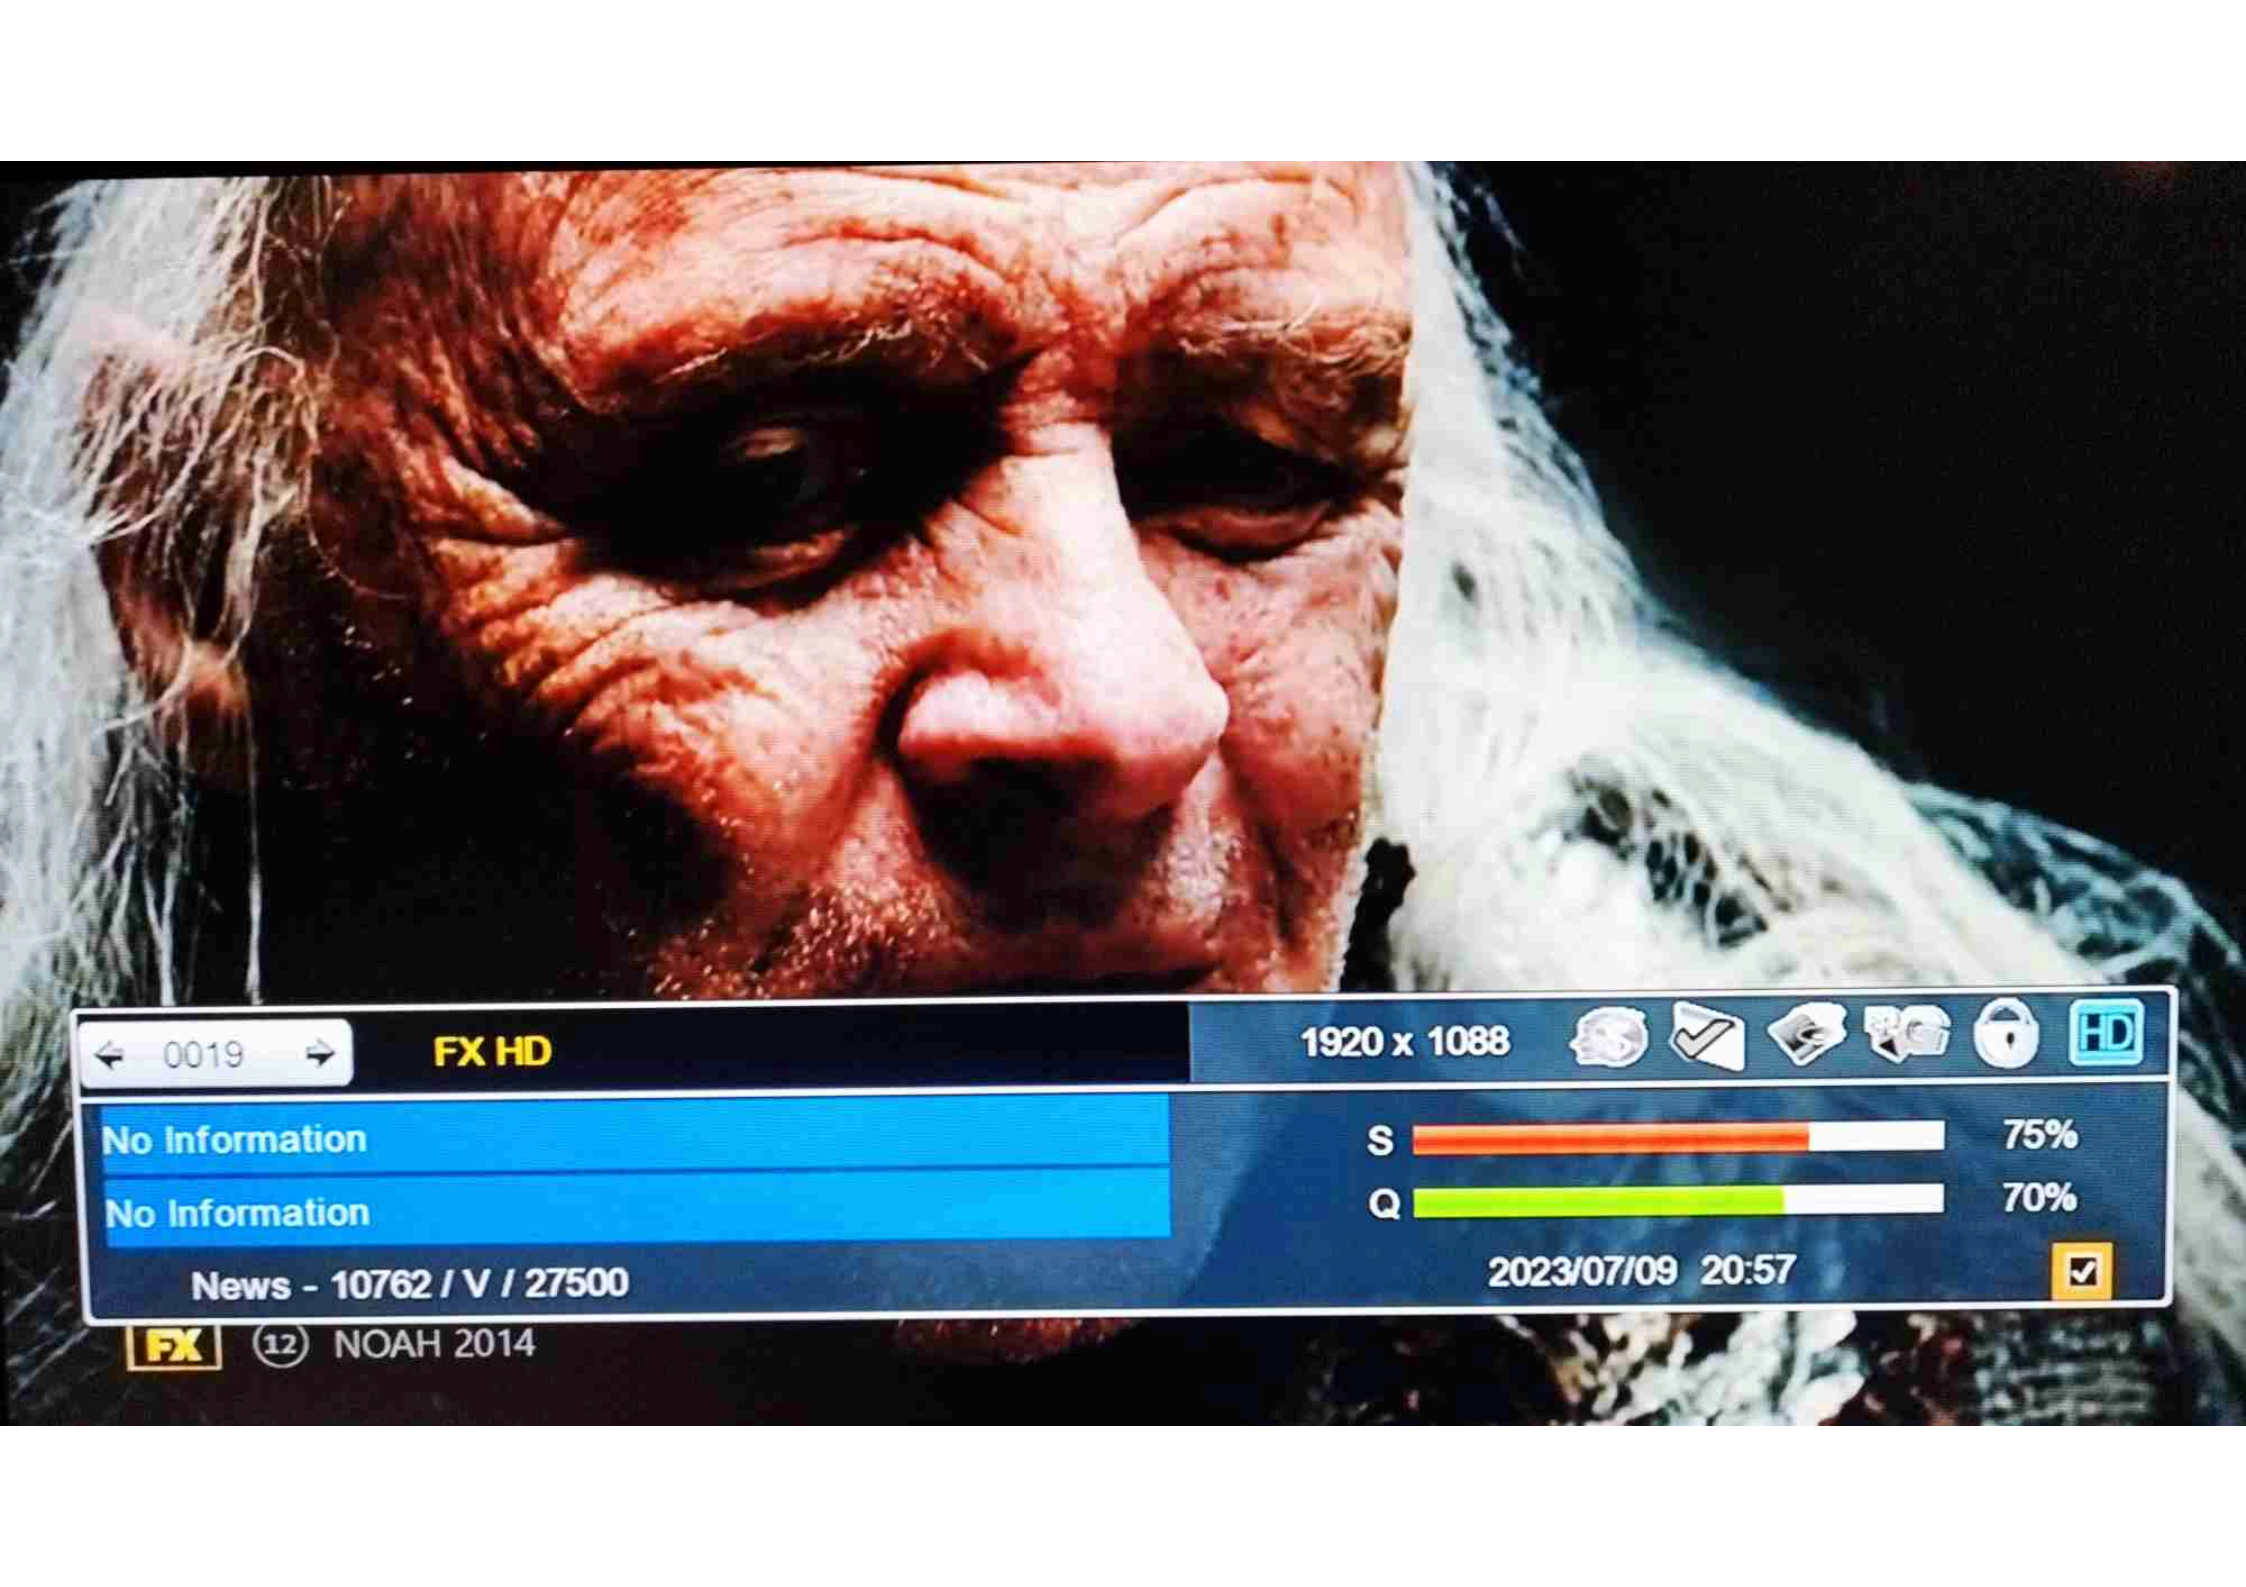 0019 FX HD 1920 x 1088 HD
No Information S 75%
No Information Q 70%
News - 10762 / V / 27500 2023/07/09 20:57
FX 12 NOAH 2014